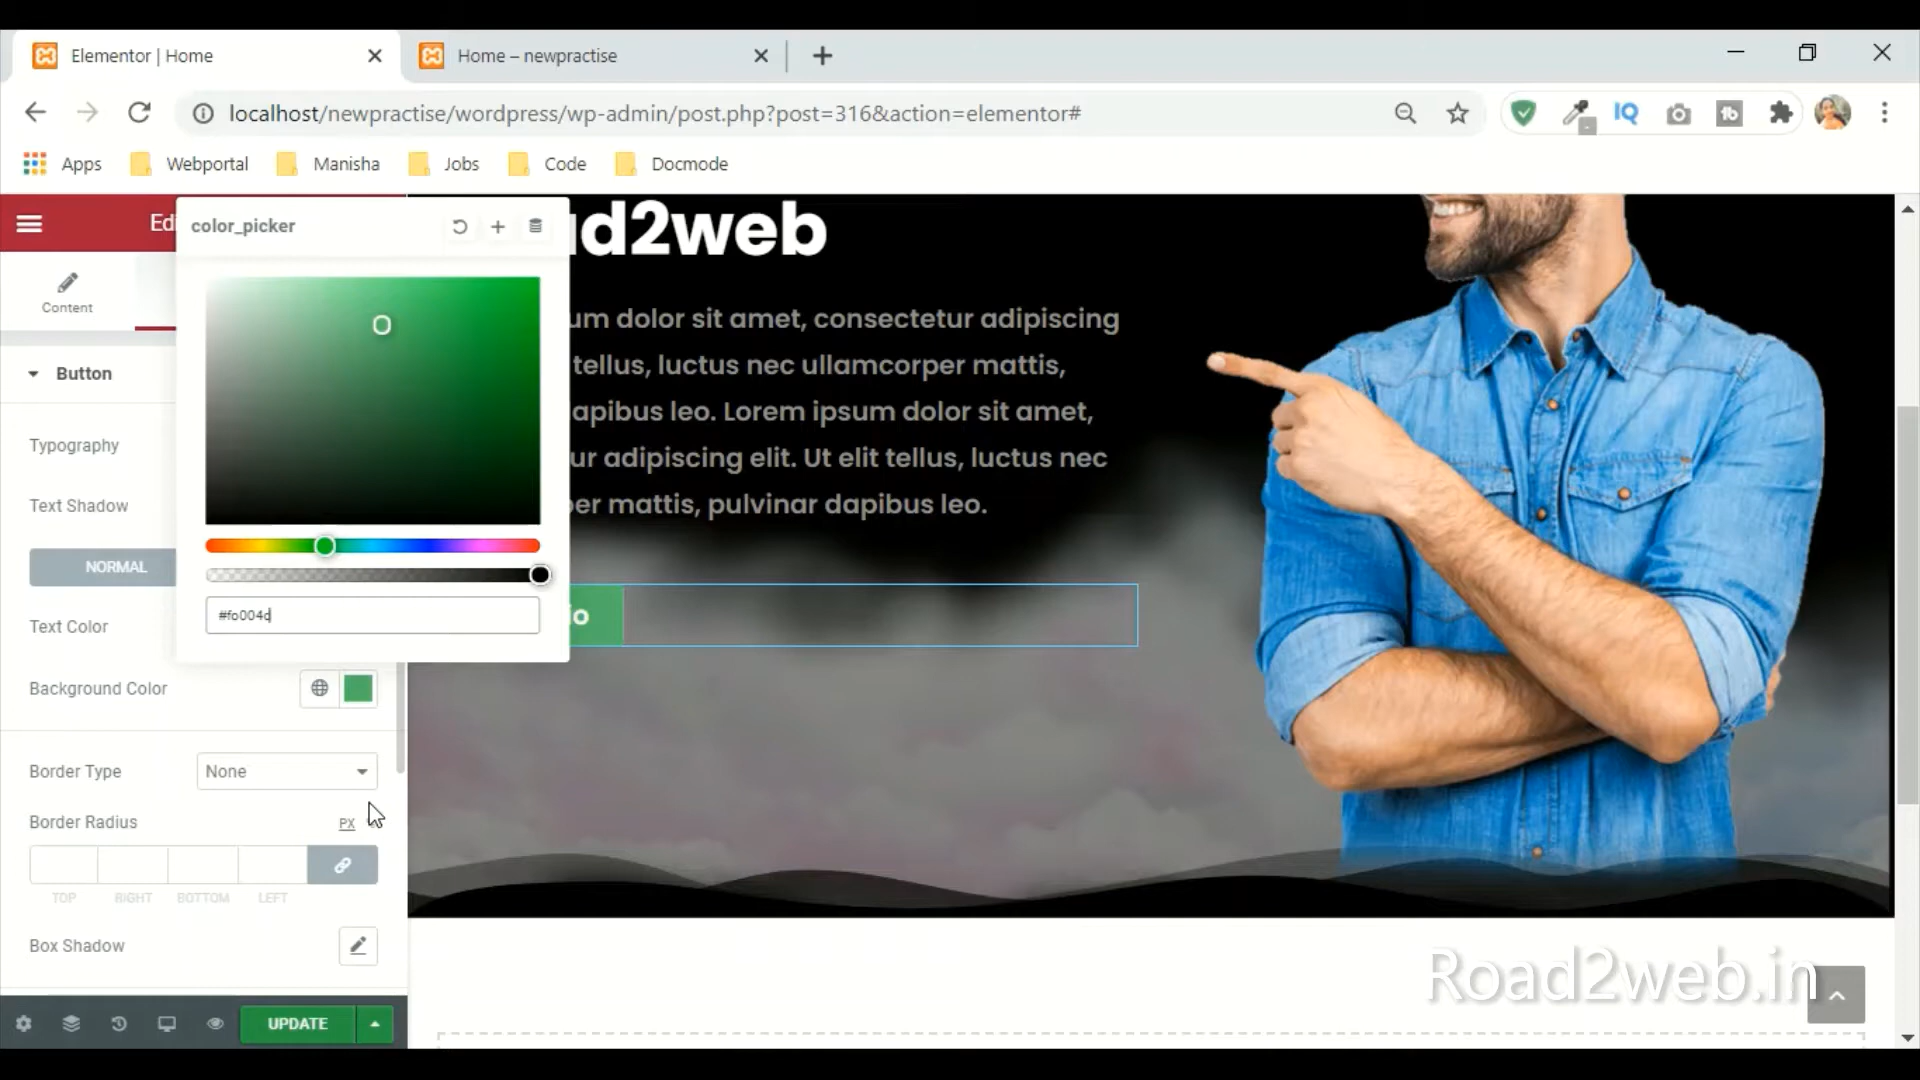 Elementor | Home
Home – newpractise
localhost/newpractise/wordpress/wp-admin/post.php?post=316&action=elementor#
Apps
Webportal
Manisha
Jobs
Code
Docmode
Edi
color_picker
ad2web
Content
um dolor sit amet, consectetur adipiscing
tellus, luctus nec ullamcorper mattis,
apibus leo. Lorem ipsum dolor sit amet,
ur adipiscing elit. Ut elit tellus, luctus nec
per mattis, pulvinar dapibus leo.
Button
Typography
Text Shadow
NORMAL
#fo004d
io
Text Color
Background Color
Border Type
None
Border Radius
PX
TOP
RIGHT
BOTTOM
LEFT
Box Shadow
UPDATE
Road2web.in